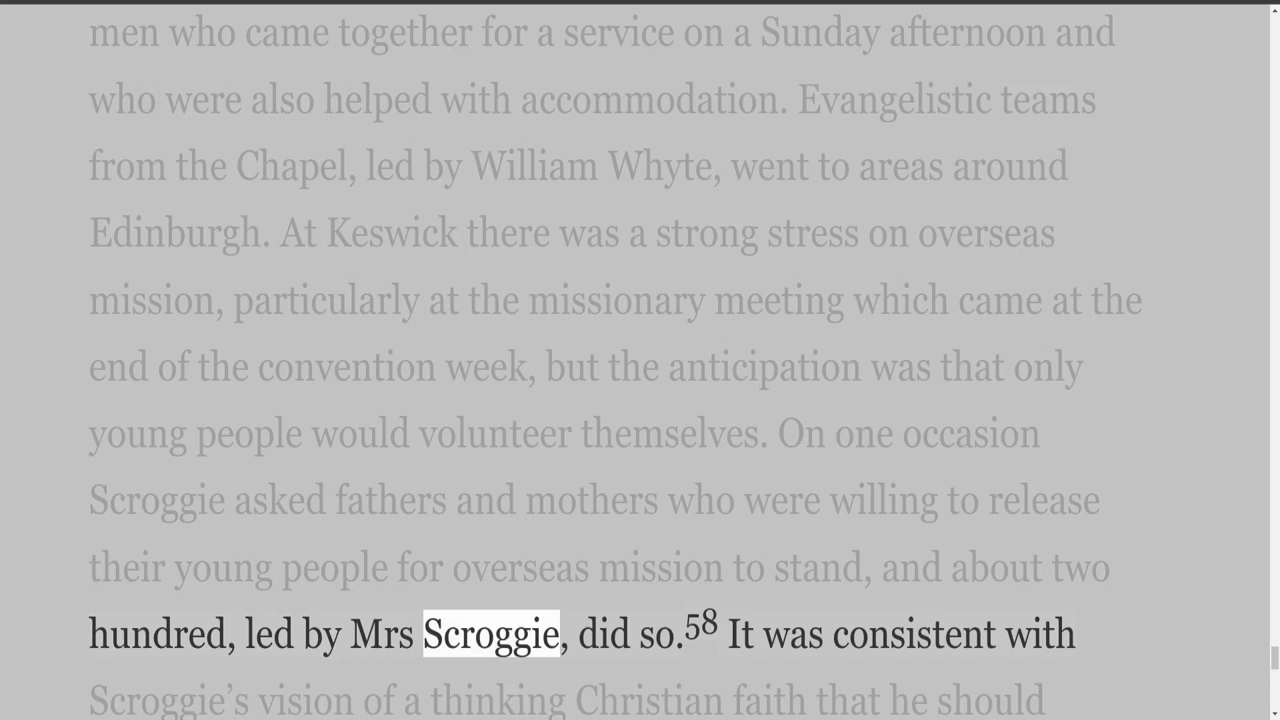 men who came together for a service on a Sunday afternoon and
who were also helped with accommodation. Evangelistic teams
from the Chapel, led by William Whyte, went to areas around
Edinburgh. At Keswick there was a strong stress on overseas
mission, particularly at the missionary meeting which came at the
end of the convention week, but the anticipation was that only
young people would volunteer themselves. On one occasion
Scroggie asked fathers and mothers who were willing to release
their young people for overseas mission to stand, and about two
hundred, led by Mrs Scroggie, did so.58 It was consistent with
Scroggie’s vision of a thinking Christian faith that he should